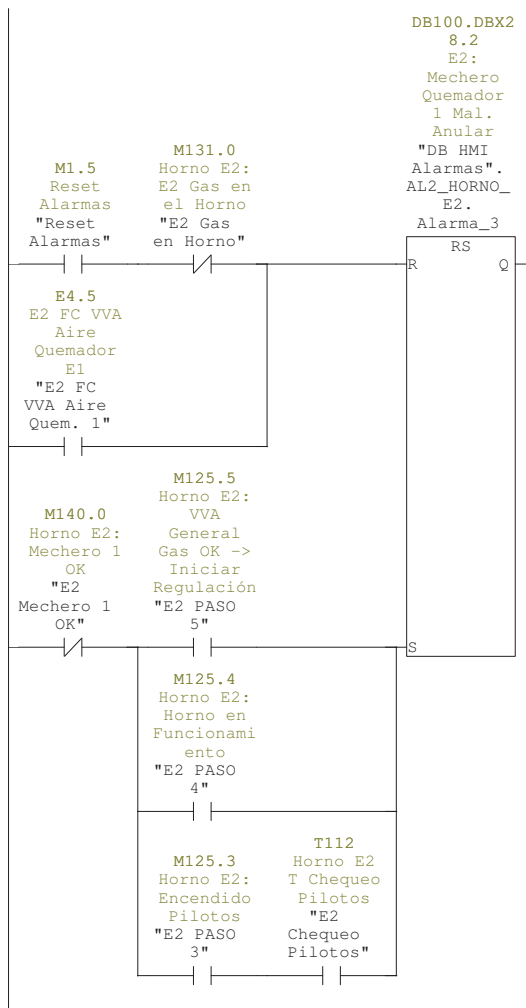 DB100.DBX2
8.2
E2:
Mechero
Quemador
1 Mal.
Anular
"DB HMI
Alarmas".
AL2_HORNO_
E2.
Alarma_3
RS
R
Q
S
M1.5
Reset
Alarmas
"Reset
Alarmas"
M131.0
Horno E2:
E2 Gas en
el Horno
"E2 Gas
en Horno"
E4.5
E2 FC VVA
Aire
Quemador
E1
"E2 FC
VVA Aire
Quem. 1"
M140.0
Horno E2:
Mechero 1
OK
"E2
Mechero 1
OK"
M125.5
Horno E2:
VVA
General
Gas OK ->
Iniciar
Regulación
"E2 PASO
5"
M125.4
Horno E2:
Horno en
Funcionami
ento
"E2 PASO
4"
M125.3
Horno E2:
Encendido
Pilotos
"E2 PASO
3"
T112
Horno E2
T Chequeo
Pilotos
"E2
Chequeo
Pilotos"